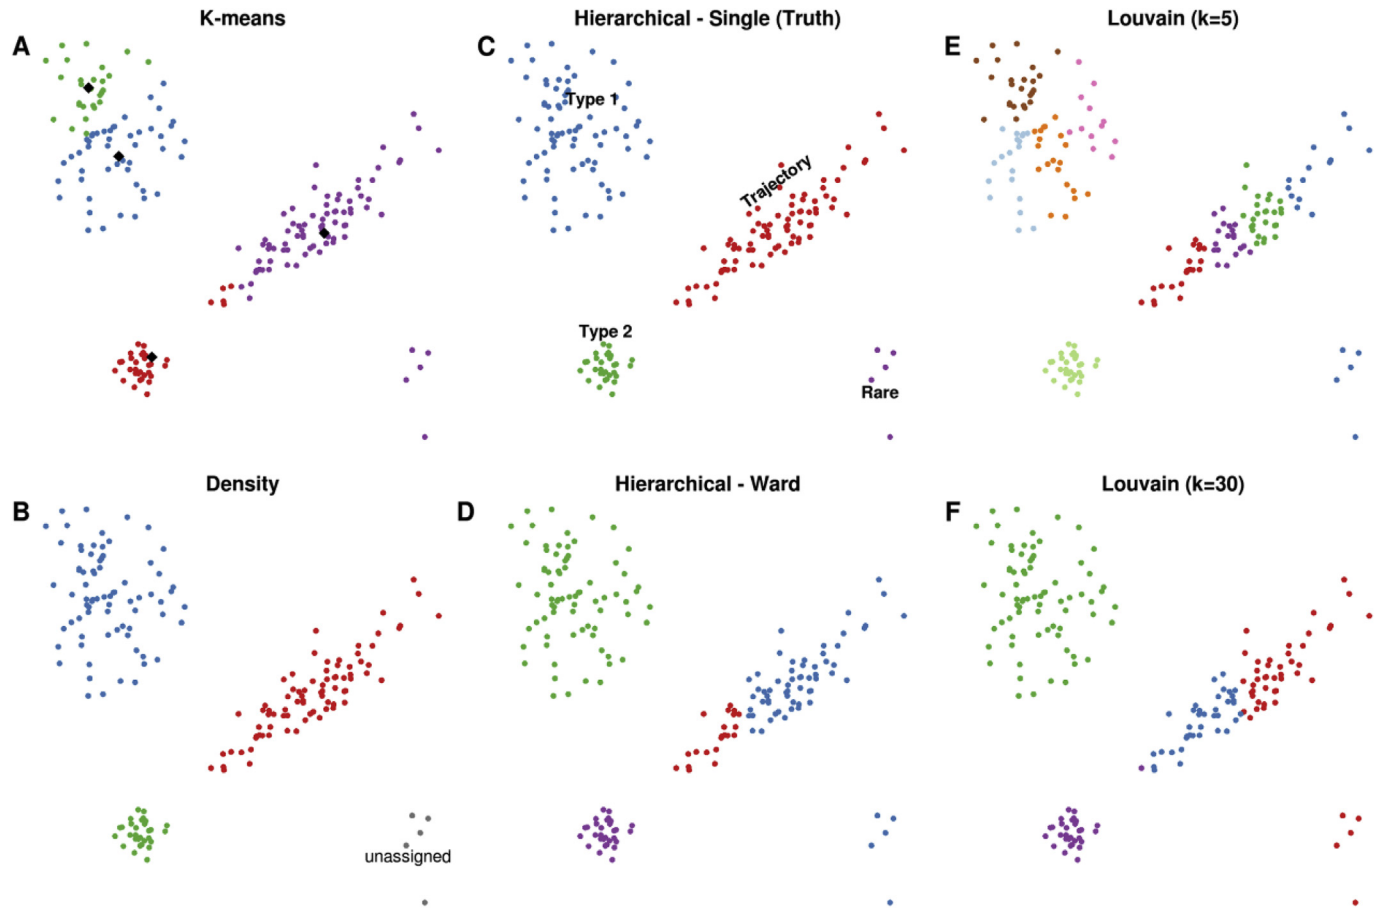 K-means
Hierarchical - Single (Truth)
Louvain (k=5)
A
C
E
Type 1
Trajectory
Type 2
Rare
Density
Hierarchical - Ward
Louvain (k=30)
B
D
F
unassigned